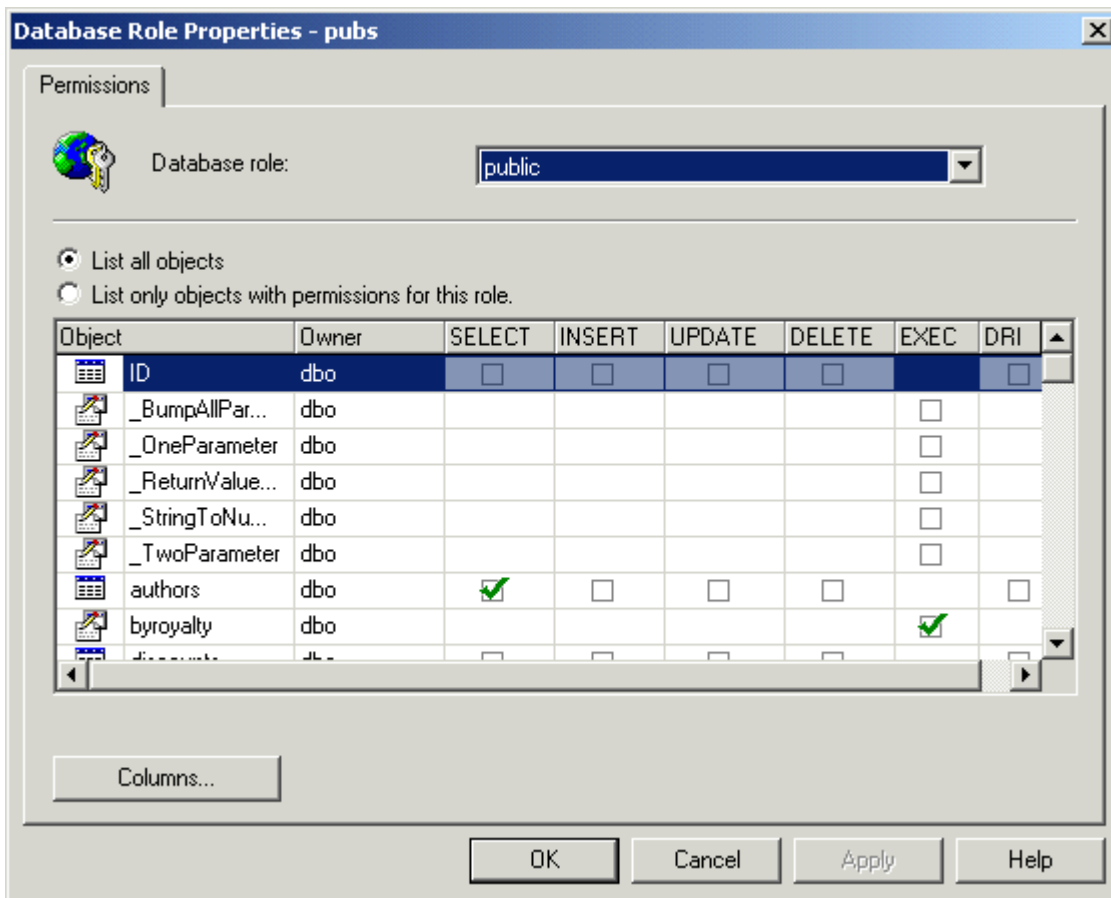 Database Role Properties - pubs
Permissions
Database role: public
List all objects
List only objects with permissions for this role.
Object Owner SELECT INSERT UPDATE DELETE EXEC DRI
ID dbo
_BumpAllPar... dbo
_OneParameter dbo
_ReturnValue... dbo
_StringToNu... dbo
_TwoParameter dbo
authors dbo
byroyalty dbo
Columns...
OK Cancel Apply Help